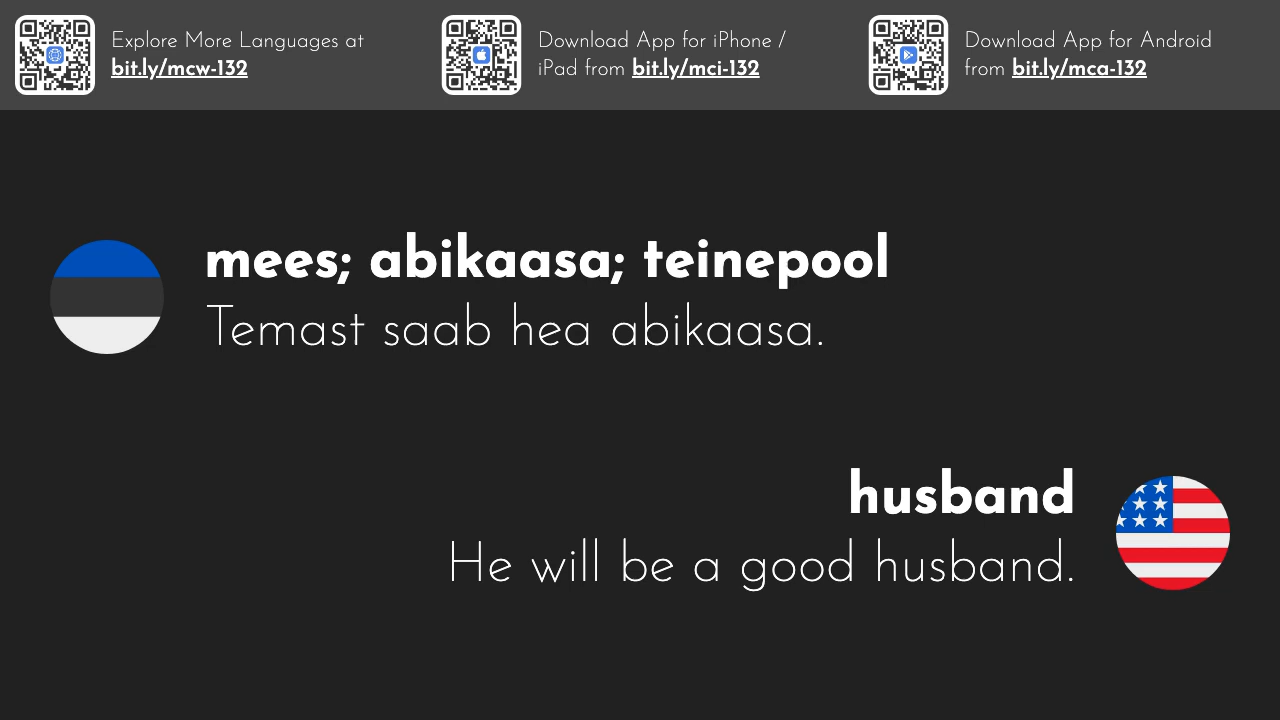 Explore More Languages at
bit.ly/mcw-132
Download App for iPhone /
iPad from bit.ly/mci-132
Download App for Android
from bit.ly/mca-132
mees; abikaasa; teinepool
Temast saab hea abikaasa.
husband
He will be a good husband.